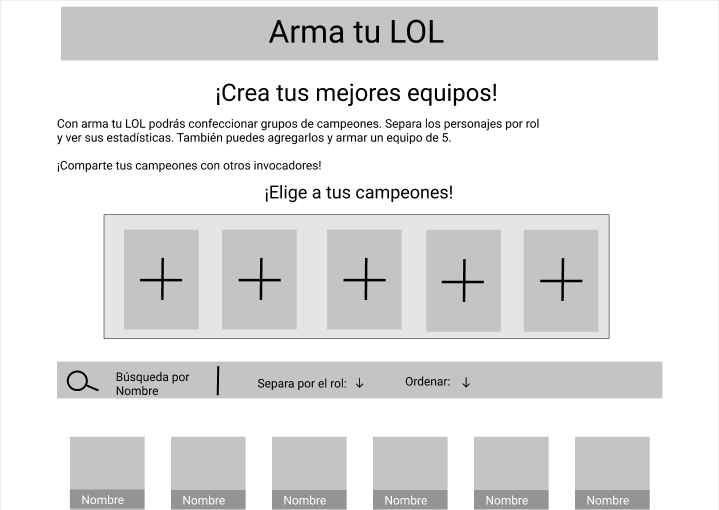 Arma tu LOL
¡Crea tus mejores equipos!
Con arma tu LOL podrás confeccionar grupos de campeones. Separa los personajes por rol
y ver sus estadísticas. También puedes agregarlos y armar un equipo de 5.
¡Comparte tus campeones con otros invocadores!
¡Elige a tus campeones!
Búsqueda por
Nombre
Separa por el rol: ↓
Ordenar: ↓
Nombre
Nombre
Nombre
Nombre
Nombre
Nombre